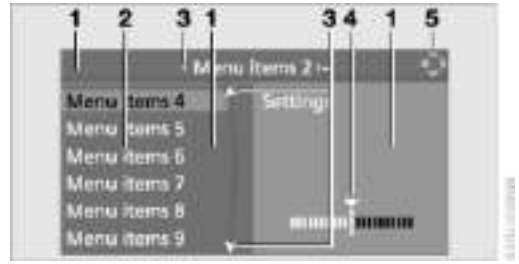 1 2 3 1 3 4 1 5
Menu items 2
Menu items 4 Settings
Menu items 5
Menu items 6
Menu items 7
Menu items 8
Menu items 9